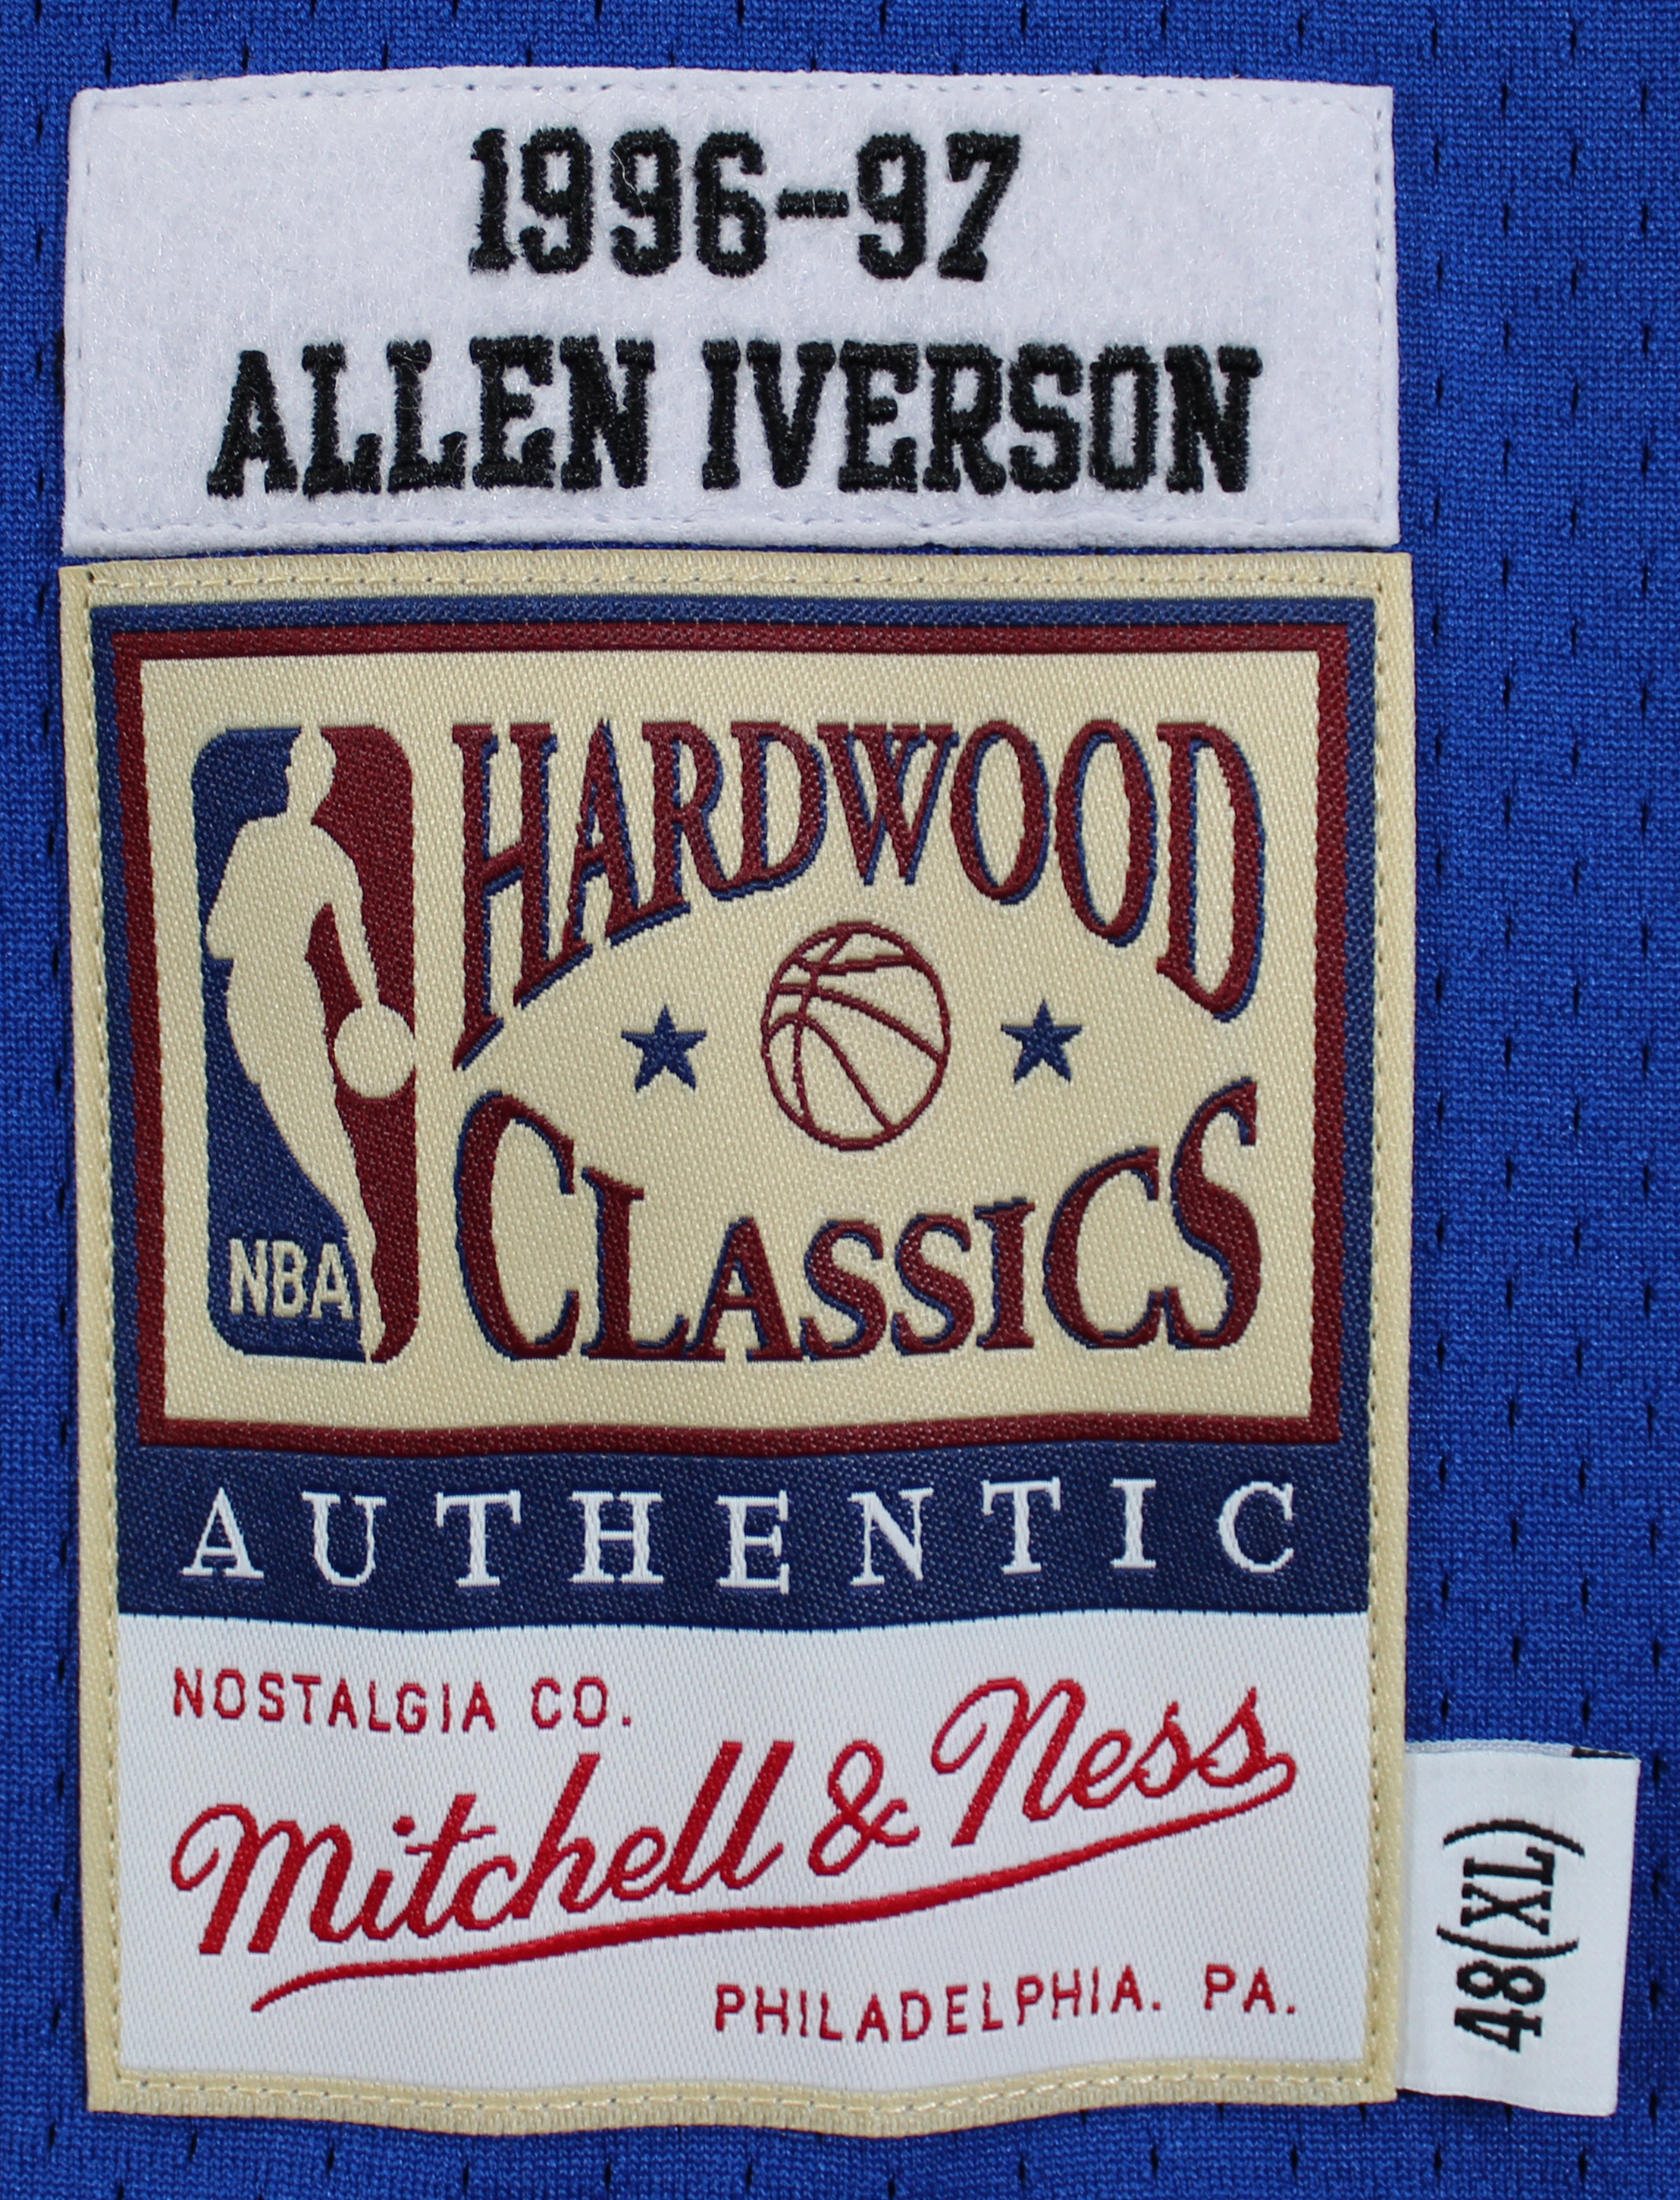 1996-97
ALLEN IVERSON
HARDWOOD
CLASSICS
NBA
AUTHENTIC
NOSTALGIA CO.
Mitchell & Ness
PHILADELPHIA. PA.
48(XL)